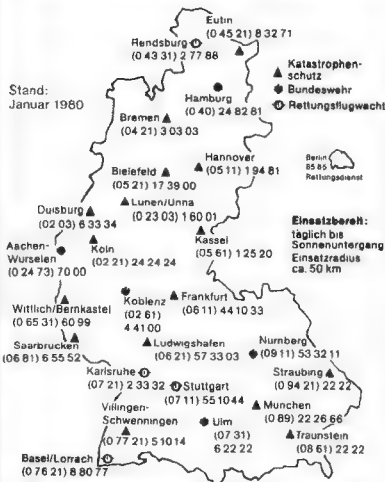 Eutin
(0 45 21) 8 32 71
Rendsburg
(0 43 31) 2 77 88
Katastrophen-
schutz
Bundeswehr
Rettungsflugwacht
Stand:
Januar 1980
Hamburg
(0 40) 24 82 81
Bremen
(04 21) 3 03 03
Hannover
(05 11) 1 94 81
Berlin
85 85
Rettungsdienst
Bielefeld
(05 21) 17 39 00
Lunen/Unna
(0 23 03) 1 60 01
Duisburg
(02 03) 6 33 34
Einsatzbereit:
täglich bis
Sonnenuntergang
Einsatzradius
ca. 50 km
Aachen-
Wurselen
(0 24 73) 70 00
Köln
(02 21) 24 24 24
Kassel
(05 61) 1 25 20
Wittlich/Bernkastel
(0 65 31) 60 99
Koblenz
(02 61)
4 41 00
Frankfurt
(06 11) 44 10 33
Saarbrucken
(06 81) 6 55 52
Ludwigshafen
(06 21) 57 33 03
Nurnberg
(09 11) 53 32 11
Karlsruhe
(07 21) 2 33 32
Stuttgart
(07 11) 55 10 44
Straubing
(0 94 21) 22 22
Villingen-
Schwenningen
(0 77 21) 5 10 14
Ulm
(07 31)
6 22 22
Munchen
(0 89) 22 26 66
Traunstein
(08 61) 22 22
Basel/Lorrach
(0 76 21) 8 80 77